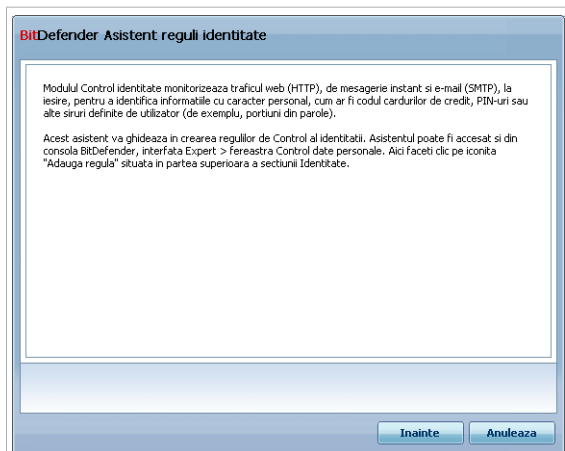 BitDefender Asistent reguli identitate
Modulul Control identitate monitorizeaza traficul web (HTTP), de mesagerie instant si e-mail (SMTP), la
iesire, pentru a identifica informatiile cu caracter personal, cum ar fi codul cardurilor de credit, PIN-uri sau
alte siruri definite de utilizator (de exemplu, portiuni din parole).
Acest asistent va ghideaza in crearea regulilor de Control al identitatii. Asistentul poate fi accesat si din
consola BitDefender, interfata Expert > fereastra Control date personale. Aici faceti clic pe iconita
"Adauga regula" situata in partea superioara a sectiunii Identitate.
Inainte
Anuleaza